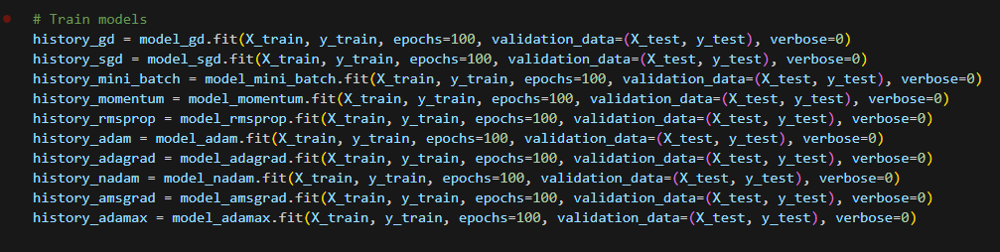 # Train models
history_gd = model_gd.fit(X_train, y_train, epochs=100, validation_data=(X_test, y_test), verbose=0)
history_sgd = model_sgd.fit(X_train, y_train, epochs=100, validation_data=(X_test, y_test), verbose=0)
history_mini_batch = model_mini_batch.fit(X_train, y_train, epochs=100, validation_data=(X_test, y_test), verbose=0)
history_momentum = model_momentum.fit(X_train, y_train, epochs=100, validation_data=(X_test, y_test), verbose=0)
history_rmsprop = model_rmsprop.fit(X_train, y_train, epochs=100, validation_data=(X_test, y_test), verbose=0)
history_adam = model_adam.fit(X_train, y_train, epochs=100, validation_data=(X_test, y_test), verbose=0)
history_adagrad = model_adagrad.fit(X_train, y_train, epochs=100, validation_data=(X_test, y_test), verbose=0)
history_nadam = model_nadam.fit(X_train, y_train, epochs=100, validation_data=(X_test, y_test), verbose=0)
history_amsgrad = model_amsgrad.fit(X_train, y_train, epochs=100, validation_data=(X_test, y_test), verbose=0)
history_adamax = model_adamax.fit(X_train, y_train, epochs=100, validation_data=(X_test, y_test), verbose=0)